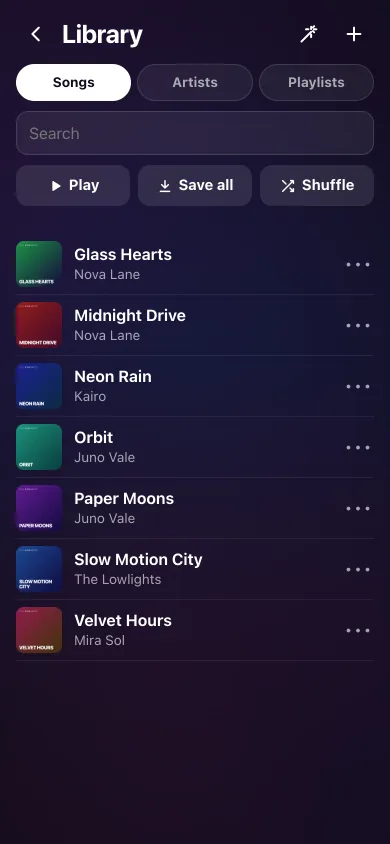 Library
Songs
Artists
Playlists
Search
Play
Save all
Shuffle
GLASS HEARTS
Glass Hearts
Nova Lane
MIDNIGHT DRIVE
Midnight Drive
Nova Lane
NEON RAIN
Neon Rain
Kairo
ORBIT
Orbit
Juno Vale
PAPER MOONS
Paper Moons
Juno Vale
SLOW MOTION
CITY
Slow Motion City
The Lowlights
VELVET HOURS
Velvet Hours
Mira Sol